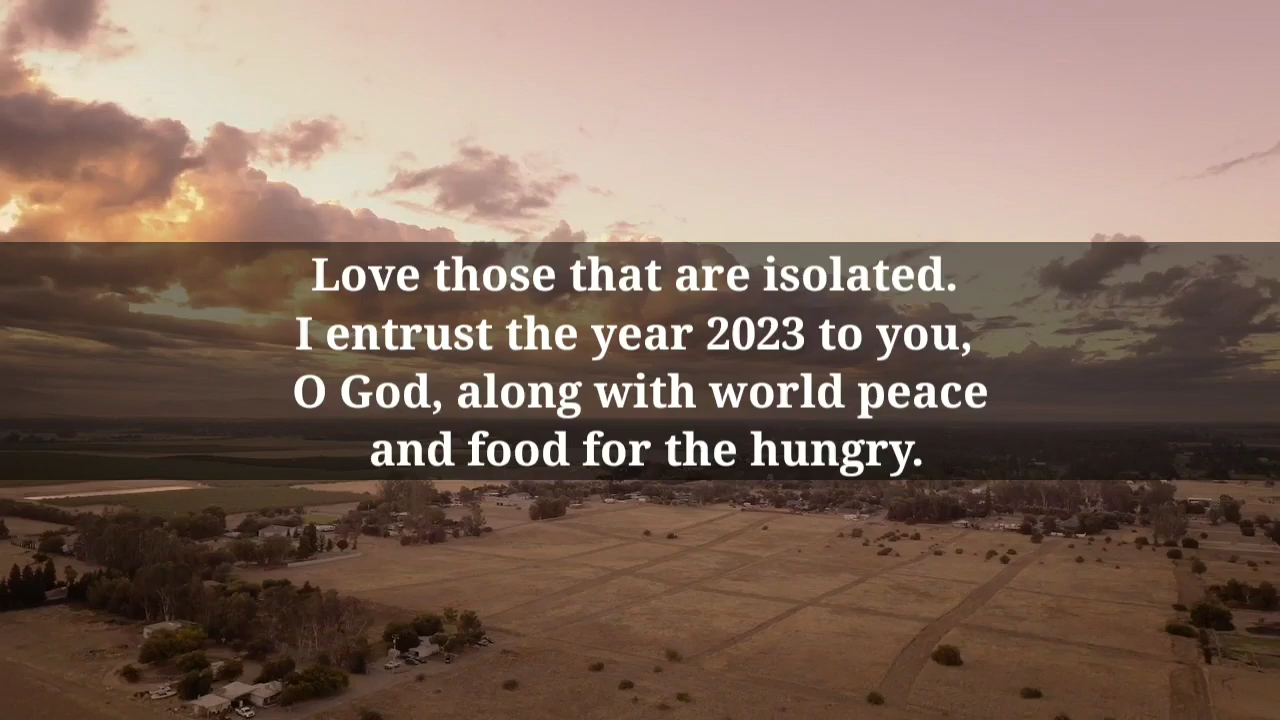 Love those that are isolated.
I entrust the year 2023 to you,
O God, along with world peace
and food for the hungry.